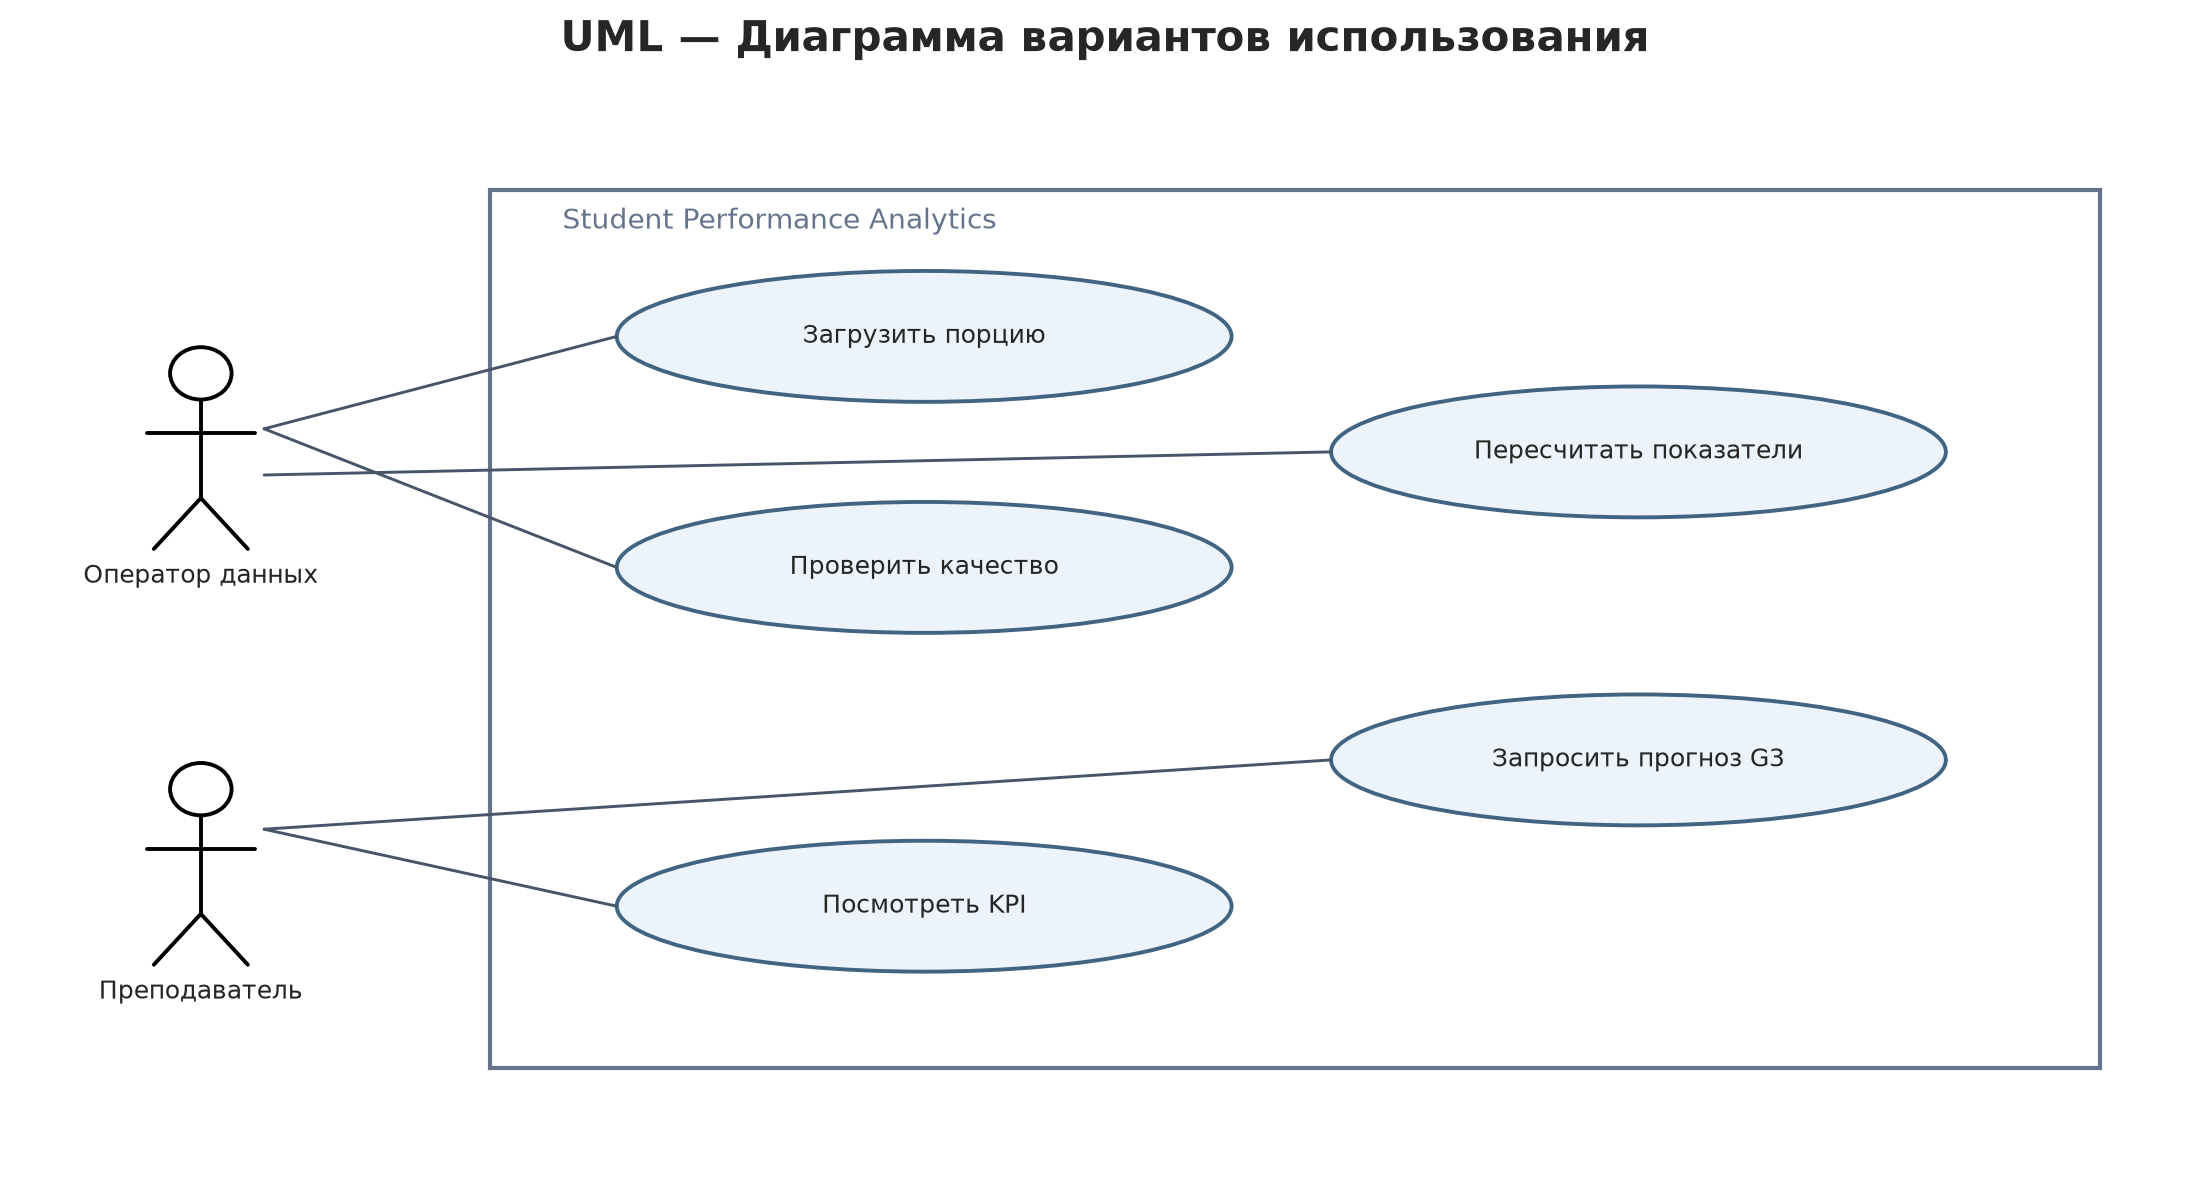 UML — Диаграмма вариантов использования
Student Performance Analytics
Загрузить порцию
Пересчитать показатели
Проверить качество
Оператор данных
Запросить прогноз G3
Посмотреть KPI
Преподаватель